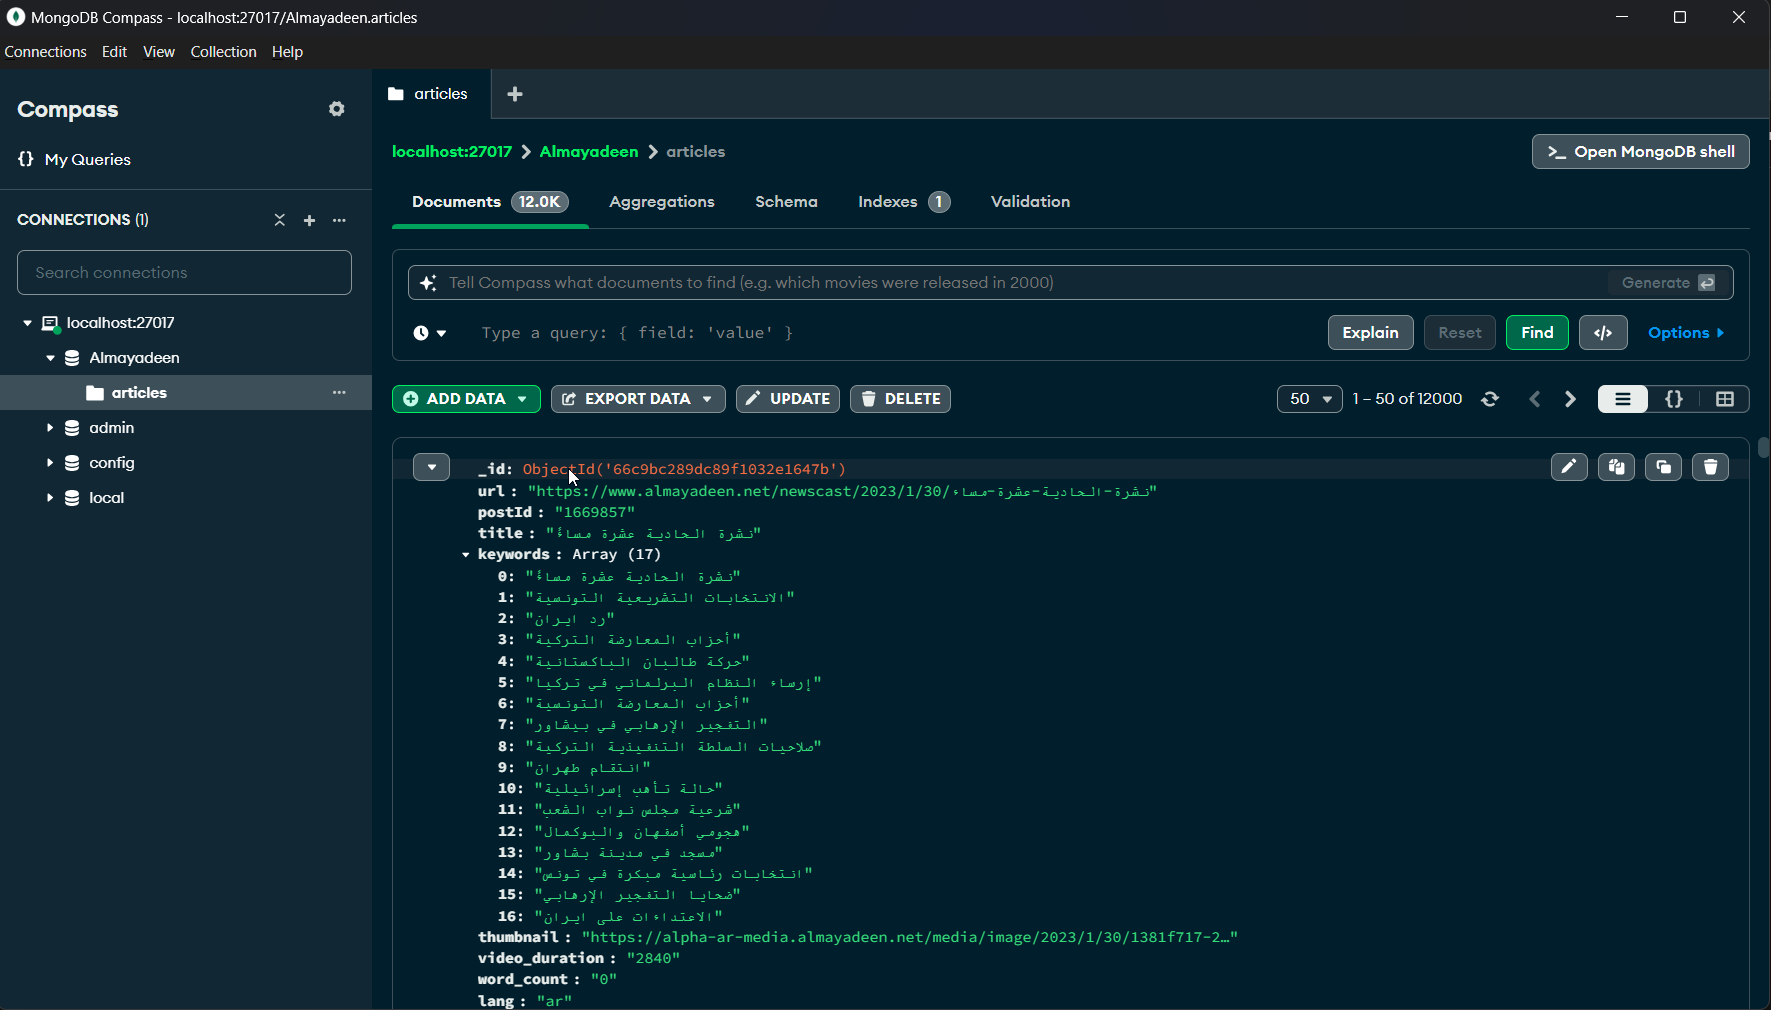 MongoDB Compass - localhost:27017/Almayadeen.articles
Connections Edit View Collection Help
Compass
{} My Queries
CONNECTIONS (1)
Search connections
localhost:27017
Almayadeen
articles
admin
config
local
articles
localhost:27017 > Almayadeen > articles
>_ Open MongoDB shell
Documents 12.0K Aggregations Schema Indexes 1 Validation
Tell Compass what documents to find (e.g. which movies were released in 2000) Generate
Type a query: { field: 'value' } Explain Reset Find </> Options
ADD DATA EXPORT DATA UPDATE DELETE 50 1 – 50 of 12000 {}
_id: ObjectId('66c9bc289dc89f1032e1647b')
url : "https://www.almayadeen.net/newscast/2023/1/30/نشرة-الحادية-عشرة-مساء"
postId : "1669857"
title : "نشرة الحادية عشرة مساءً"
keywords : Array (17)
0: "نشرة الحادية عشرة مساءً"
1: "الانتخابات التشريعية التونسية"
2: "رد ايران"
3: "أحزاب المعارضة التركية"
4: "حركة طالبان الباكستانية"
5: "إرساء النظام البرلماني في تركيا"
6: "أحزاب المعارضة التونسية"
7: "التفجير الإرهابي في بيشاور"
8: "صلاحيات السلطة التنفيذية التركية"
9: "انتقام طهران"
10: "حالة تأهب إسرائيلية"
11: "شرعية مجلس نواب الشعب"
12: "هجومي أصفهان والبوكمال"
13: "مسجد في مدينة بشاور"
14: "انتخابات رئاسية مبكرة في تونس"
15: "ضحايا التفجير الإرهابي"
16: "الاعتداءات على ايران"
thumbnail : "https://alpha-ar-media.almayadeen.net/media/image/2023/1/30/1381f717-2…"
video_duration : "2840"
word_count : "0"
lang : "ar"